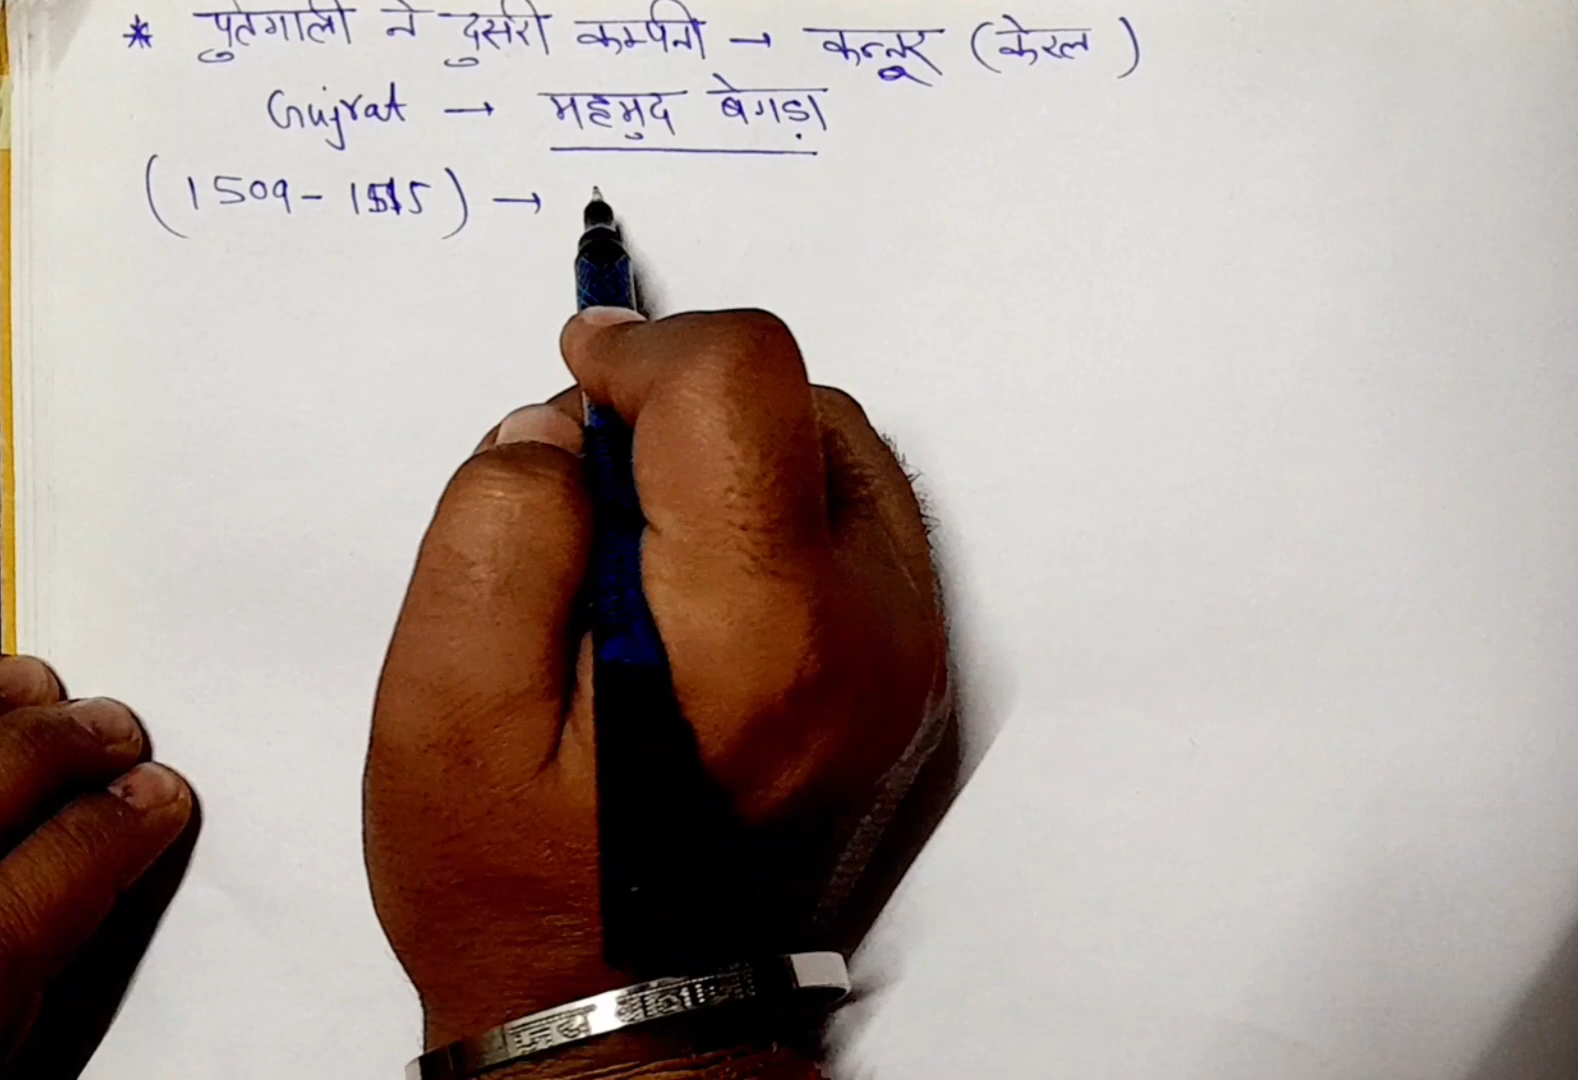 * पुर्तगाली ने दुसरी कम्पनी → कन्नूर (केरल)
Gujrat → महमुद बेगड़ा
(1509-1515) →